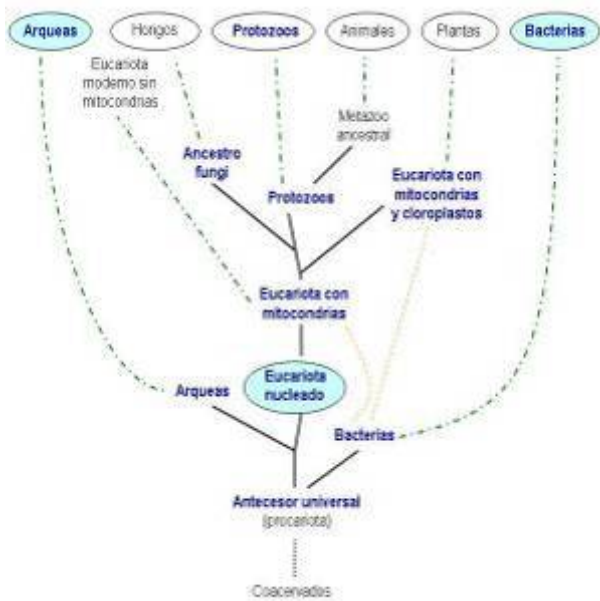 Arqueas
Hongos
Protozoos
Animales
Plantas
Bacterias
Eucariota
moderno sin
mitocondrias
Metazoo
ancestral
Ancestro
fungi
Protozoos
Eucariota con
mitocondrias
y cloroplastos
Eucariota con
mitocondrias
Arqueas
Eucariota
nucleado
Bacterias
Antecesor universal
(procariota)
Coacervados